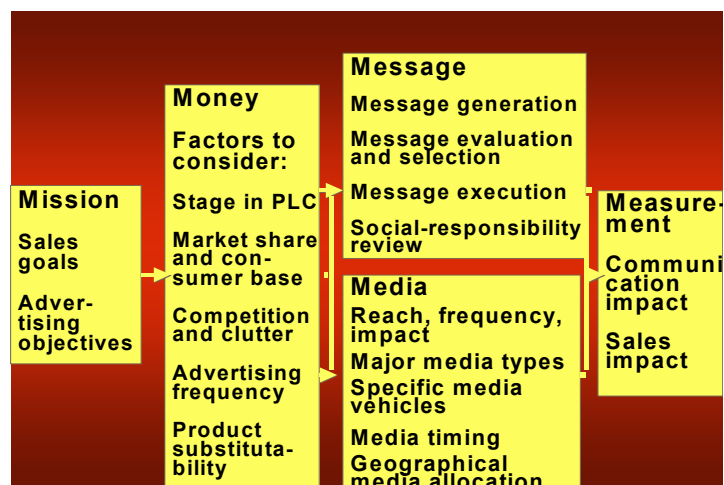 Mission
Sales
goals
Adver-
tising
objectives
Money
Factors to
consider:
Stage in PLC
Market share
and con-
sumer base
Competition
and clutter
Advertising
frequency
Product
substituta-
bility
Message
Message generation
Message evaluation
and selection
Message execution
Social-responsibility
review
Media
Reach, frequency,
impact
Major media types
Specific media
vehicles
Media timing
Geographical
media allocation
Measure-
ment
Communi
cation
impact
Sales
impact